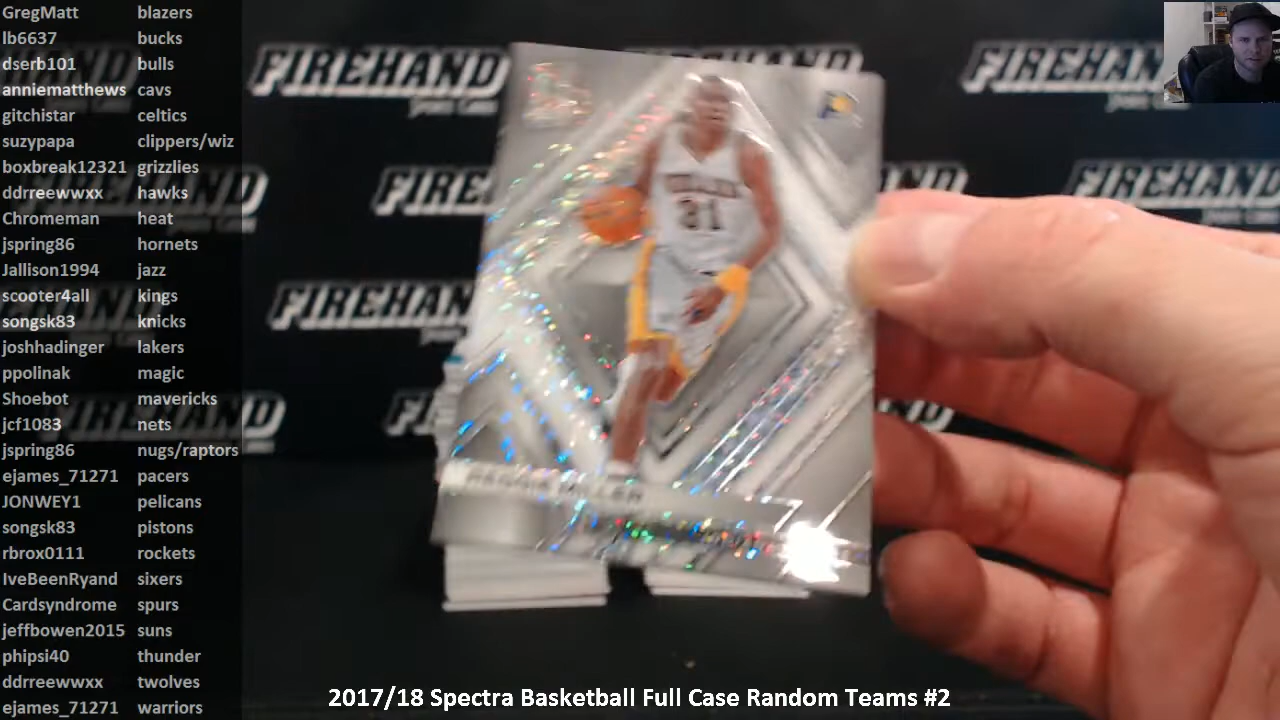 GregMatt blazers
lb6637 bucks
dserb101 bulls
anniematthews cavs
gitchistar celtics
suzypapa clippers/wiz
boxbreak12321 grizzlies
ddrreewwxx hawks
Chromeman heat
jspring86 hornets
Jallison1994 jazz
scooter4all kings
songsk83 knicks
joshhadinger lakers
ppolinak magic
Shoebot mavericks
jcf1083 nets
jspring86 nugs/raptors
ejames_71271 pacers
JONWEY1 pelicans
songsk83 pistons
rbrox0111 rockets
IveBeenRyand sixers
Cardsyndrome spurs
jeffbowen2015 suns
phipsi40 thunder
ddrreewwxx twolves
ejames_71271 warriors
FIREHAND
FIREHAND
FIREHAND
FIREHAND
31
REGGIE MILLER
2017/18 Spectra Basketball Full Case Random Teams #2